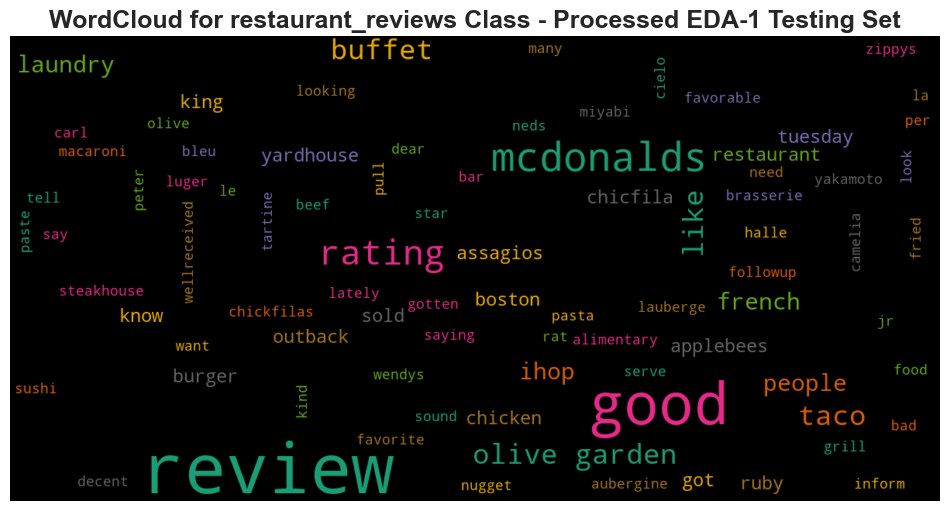 WordCloud for restaurant_reviews Class - Processed EDA-1 Testing Set
buffet
many
zippys
laundry
cielo
looking
king
favorable
la
miyabi
per
olive
neds
carl
tuesday
macaroni
bleu
yardhouse
dear
mcdonalds
restaurant
look
pull
bar
need
yakamoto
peter
luger
le
tell
chicfila
like
brasserie
beef
star
tartine
paste
say
wellreceived
halle
camelia
fried
rating
assagios
followup
steakhouse
lately
gotten
boston
lauberge
french
know
chickfilas
sold
pasta
jr
want
outback
saying
rat
alimentary
applebees
burger
wendys
ihop
serve
people
food
sushi
kind
sound
chicken
good
taco
bad
favorite
olive garden
grill
review
decent
nugget
aubergine
got
ruby
inform